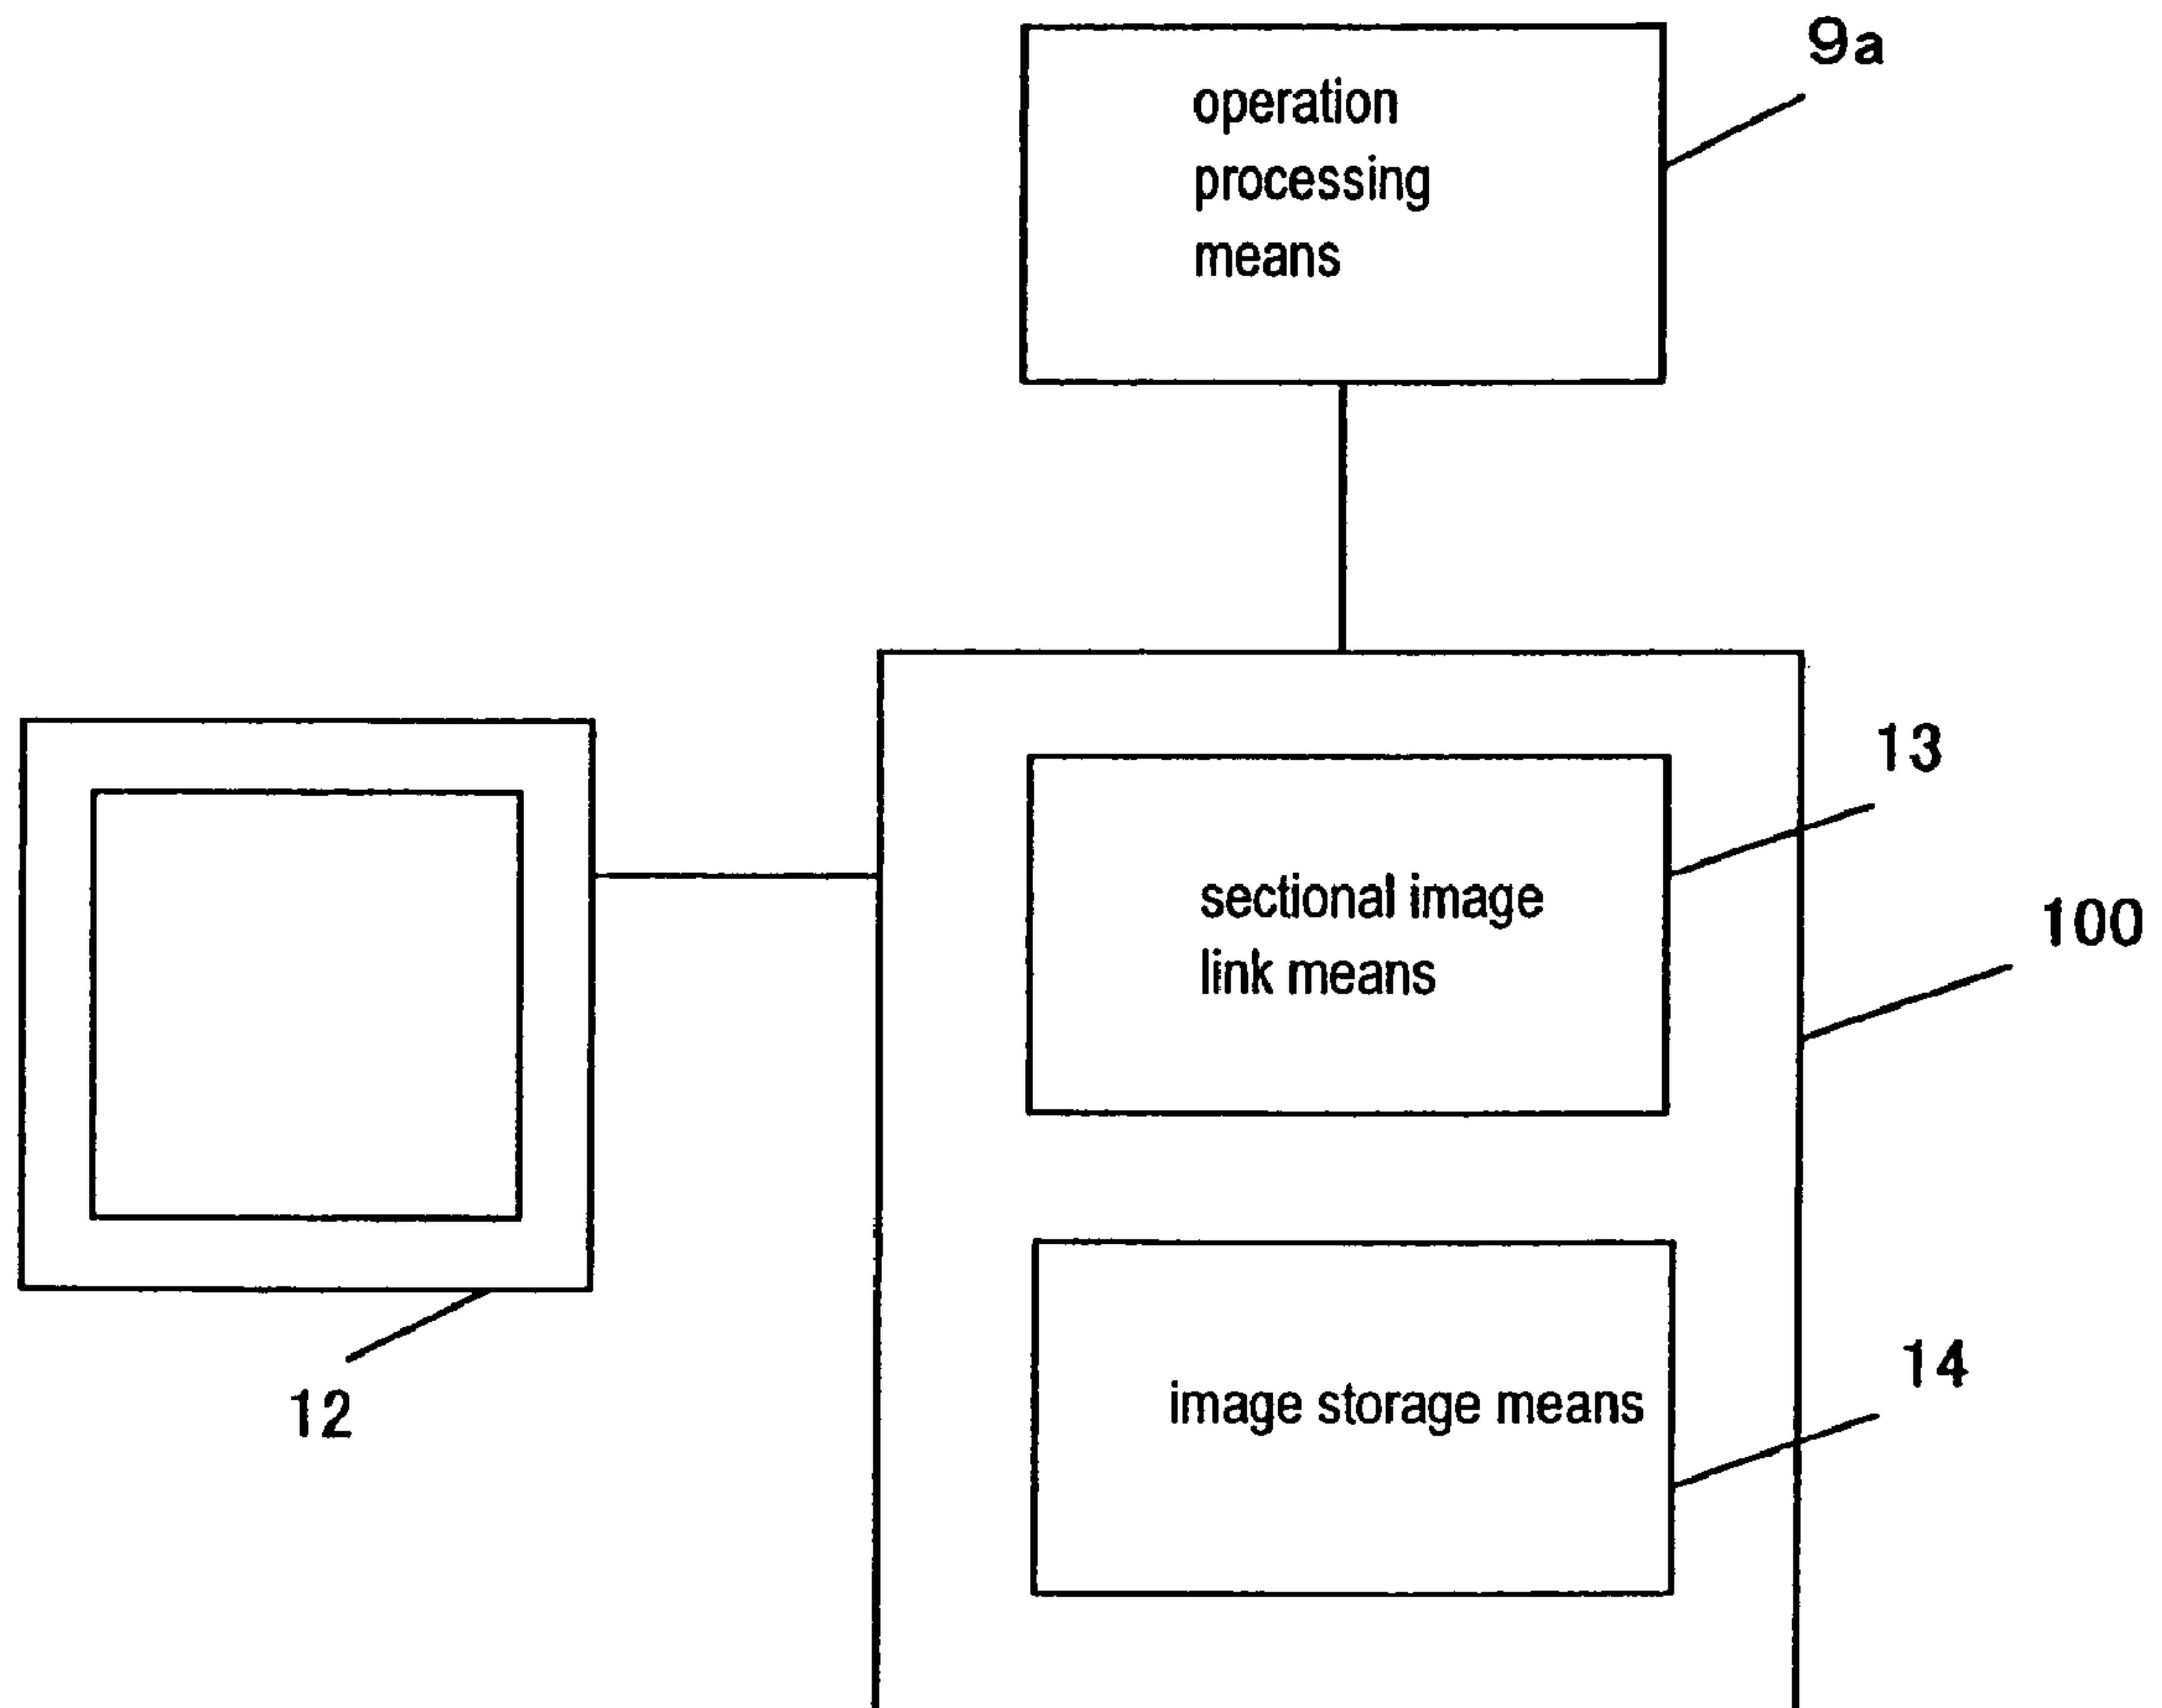 9a
operation
processing
means
13
sectional image
link means
100
12
image storage means
14